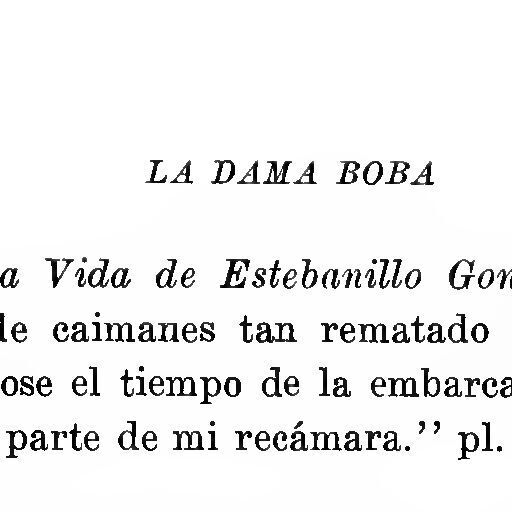 LA DAMA BOBA
a Vida de Estebanillo Gon
le caimanes tan rematado
ose el tiempo de la embarca
parte de mi recámara.'' pl.